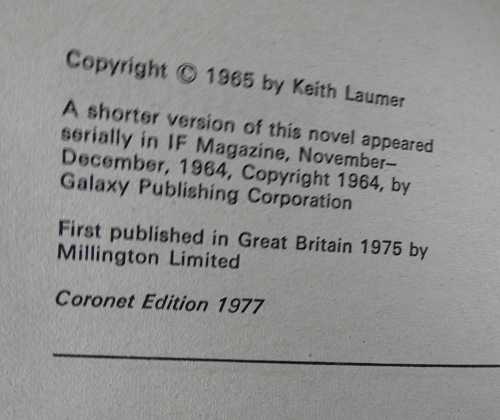 Copyright © 1965 by Keith Laumer
A shorter version of this novel appeared
serially in IF Magazine, November–
December, 1964, Copyright 1964, by
Galaxy Publishing Corporation
First published in Great Britain 1975 by
Millington Limited
Coronet Edition 1977